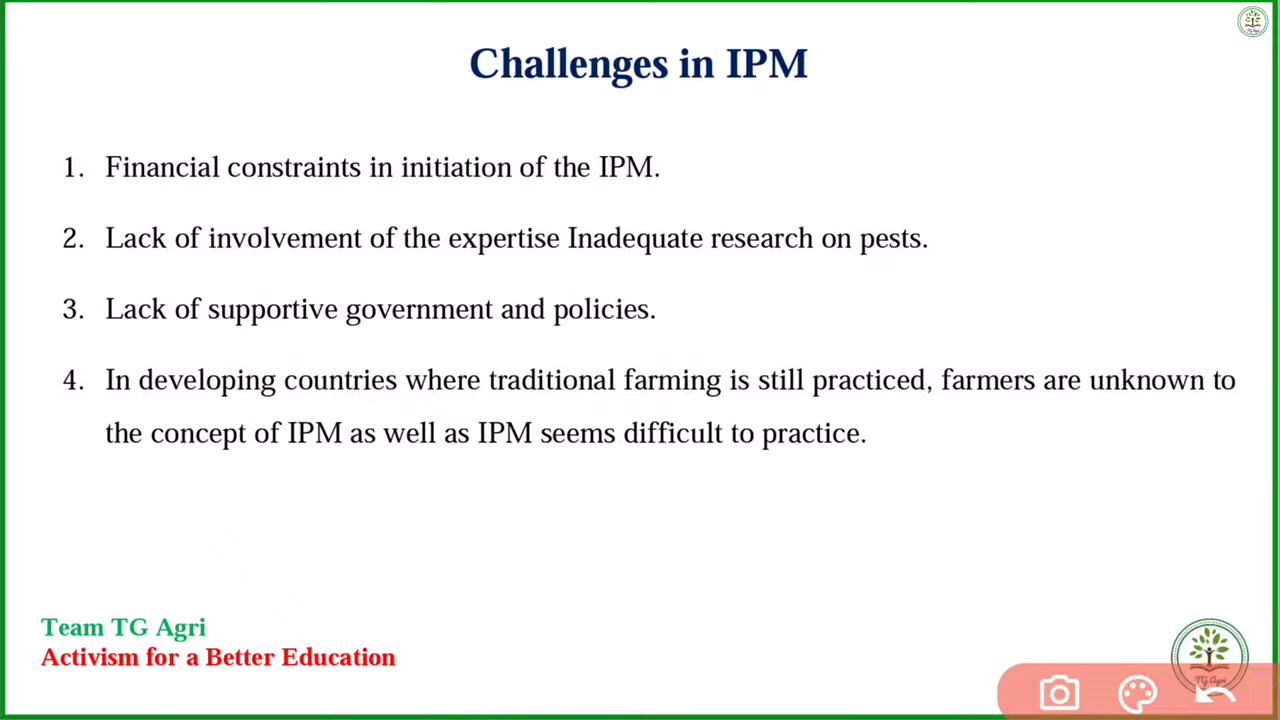 Challenges in IPM
1. Financial constraints in initiation of the IPM.
2. Lack of involvement of the expertise Inadequate research on pests.
3. Lack of supportive government and policies.
4. In developing countries where traditional farming is still practiced, farmers are unknown to
the concept of IPM as well as IPM seems difficult to practice.
Team TG Agri
Activism for a Better Education
TG Agri